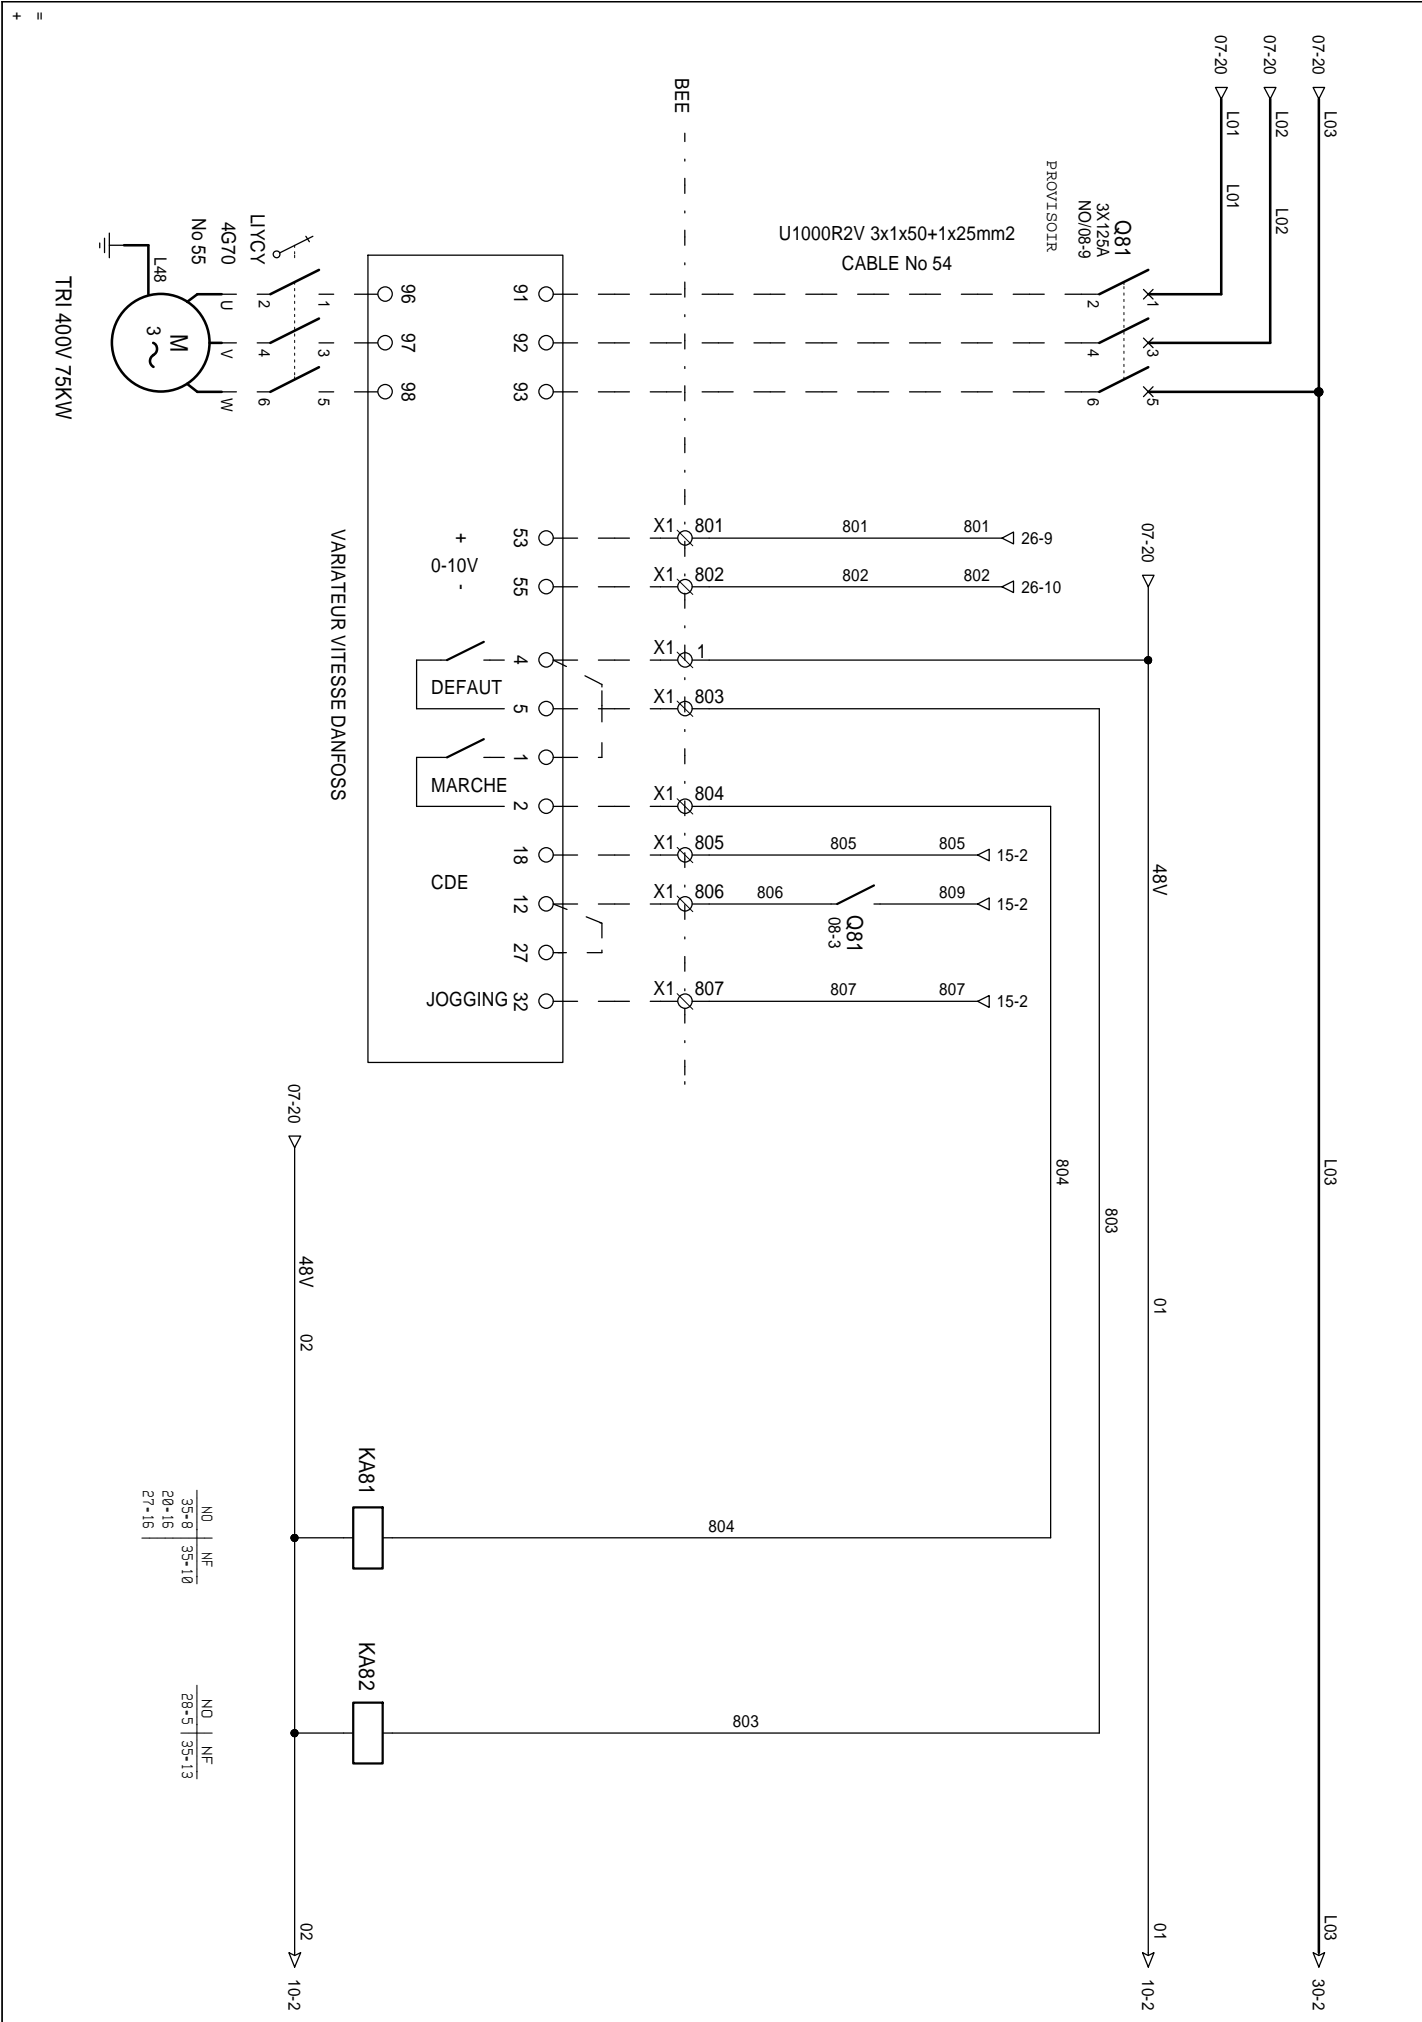 = +
07-20 L03 L03 L03 30-2
07-20 L02 L02
07-20 L01 L01
07-20 48V 01 01 10-2
Q81
3X125A
NO//08-9
PROVISOIR
1 3 5
2 4 6
803
804
U1000R2V 3x1x50+1x25mm2
CABLE No 54
801 801 26-9
802 802 26-10
805 805 15-2
806 Q81 809 15-2
08-3
807 807 15-2
804
803
BEE
X1 801
X1 802
X1 1
X1 803
X1 804
X1 805
X1 806
X1 807
91 92 93 53 55 4 5 1 2 18 12 27 32
+
0-10V
-
DEFAUT
MARCHE
CDE
JOGGING
96 97 98
VARIATEUR VITESSE DANFOSS
1 3 5
2 4 6
LIYCY
4G70
No 55
U V W
L48
M
3
TRI 400V 75KW
07-20 48V 02 02 10-2
KA81
KA82
NO NF
35-8 35-10
20-16
27-16
NO NF
28-5 35-13